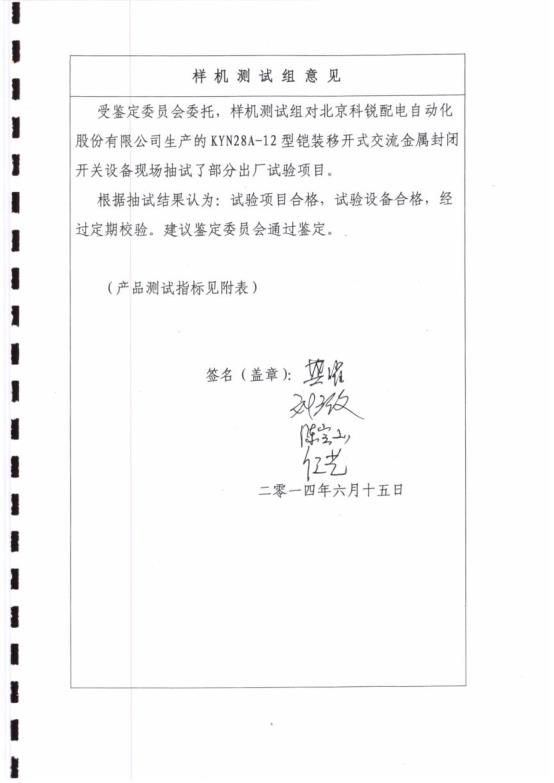 样机测试组意见
受鉴定委员会委托，样机测试组对北京科锐配电自动化
股份有限公司生产的 KYN28A-12 型铠装移开式交流金属封闭
开关设备现场抽试了部分出厂试验项目。
根据抽试结果认为：试验项目合格，试验设备合格，经
过定期校验。建议鉴定委员会通过鉴定。
（产品测试指标见附表）
签名（盖章）：
陈宝山
二零一四年六月十五日